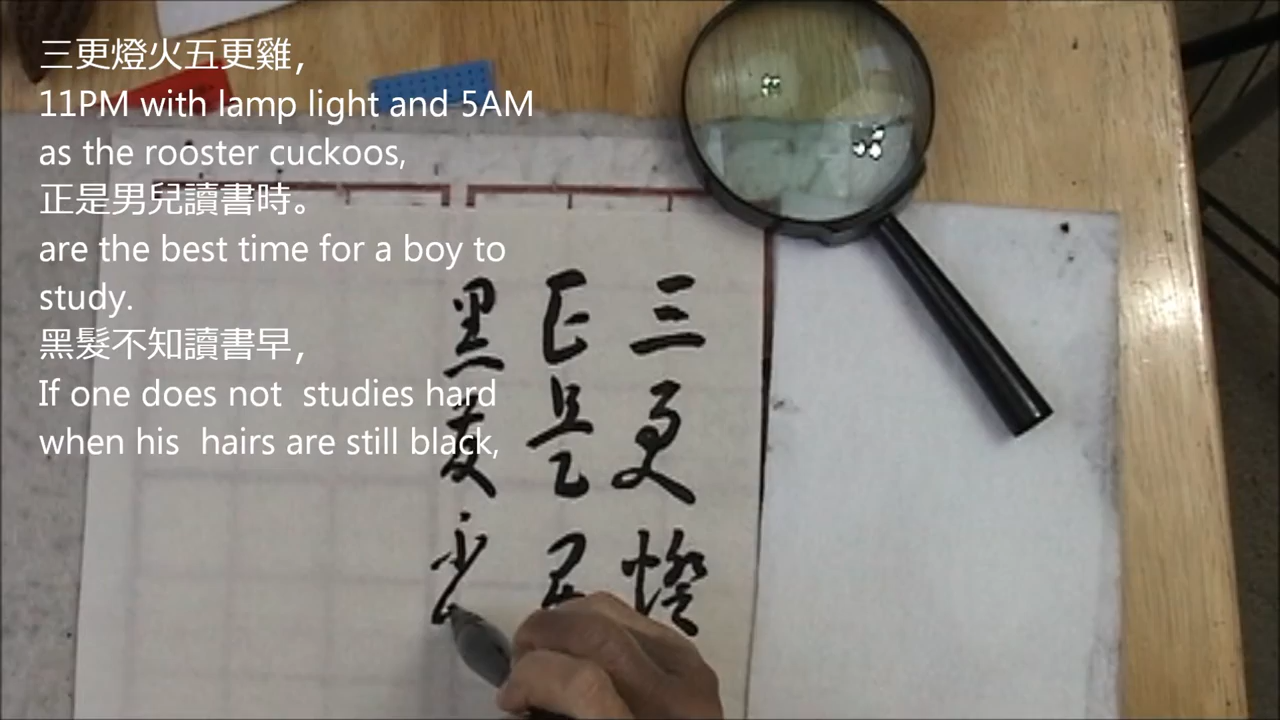 三更燈火五更雞，
11PM with lamp light and 5AM
as the rooster cuckoos,
正是男兒讀書時。
are the best time for a boy to
study.
黑髮不知讀書早，
If one does not  studies hard
when his  hairs are still black,
三更燈
正是男
黑髮不